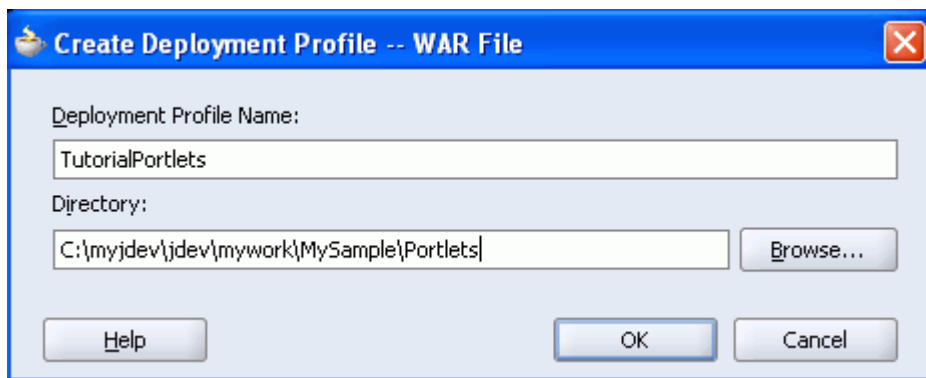 Create Deployment Profile -- WAR File
Deployment Profile Name:
TutorialPortlets
Directory:
C:\myjdev\jdev\mywork\MySample\Portlets
Browse...
Help
OK
Cancel